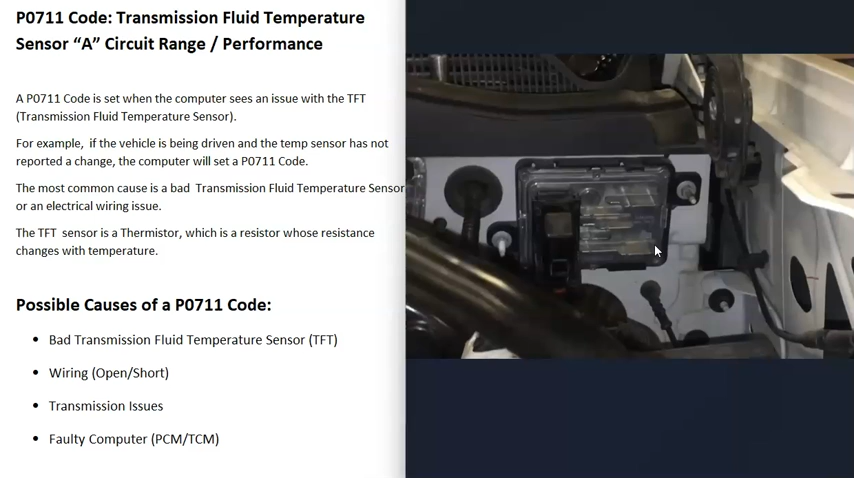 P0711 Code: Transmission Fluid Temperature
Sensor “A” Circuit Range / Performance
A P0711 Code is set when the computer sees an issue with the TFT
(Transmission Fluid Temperature Sensor).
For example,  if the vehicle is being driven and the temp sensor has not
reported a change, the computer will set a P0711 Code.
The most common cause is a bad  Transmission Fluid Temperature Sensor
or an electrical wiring issue.
The TFT  sensor is a Thermistor, which is a resistor whose resistance
changes with temperature.
Possible Causes of a P0711 Code:
• Bad Transmission Fluid Temperature Sensor (TFT)
• Wiring (Open/Short)
• Transmission Issues
• Faulty Computer (PCM/TCM)